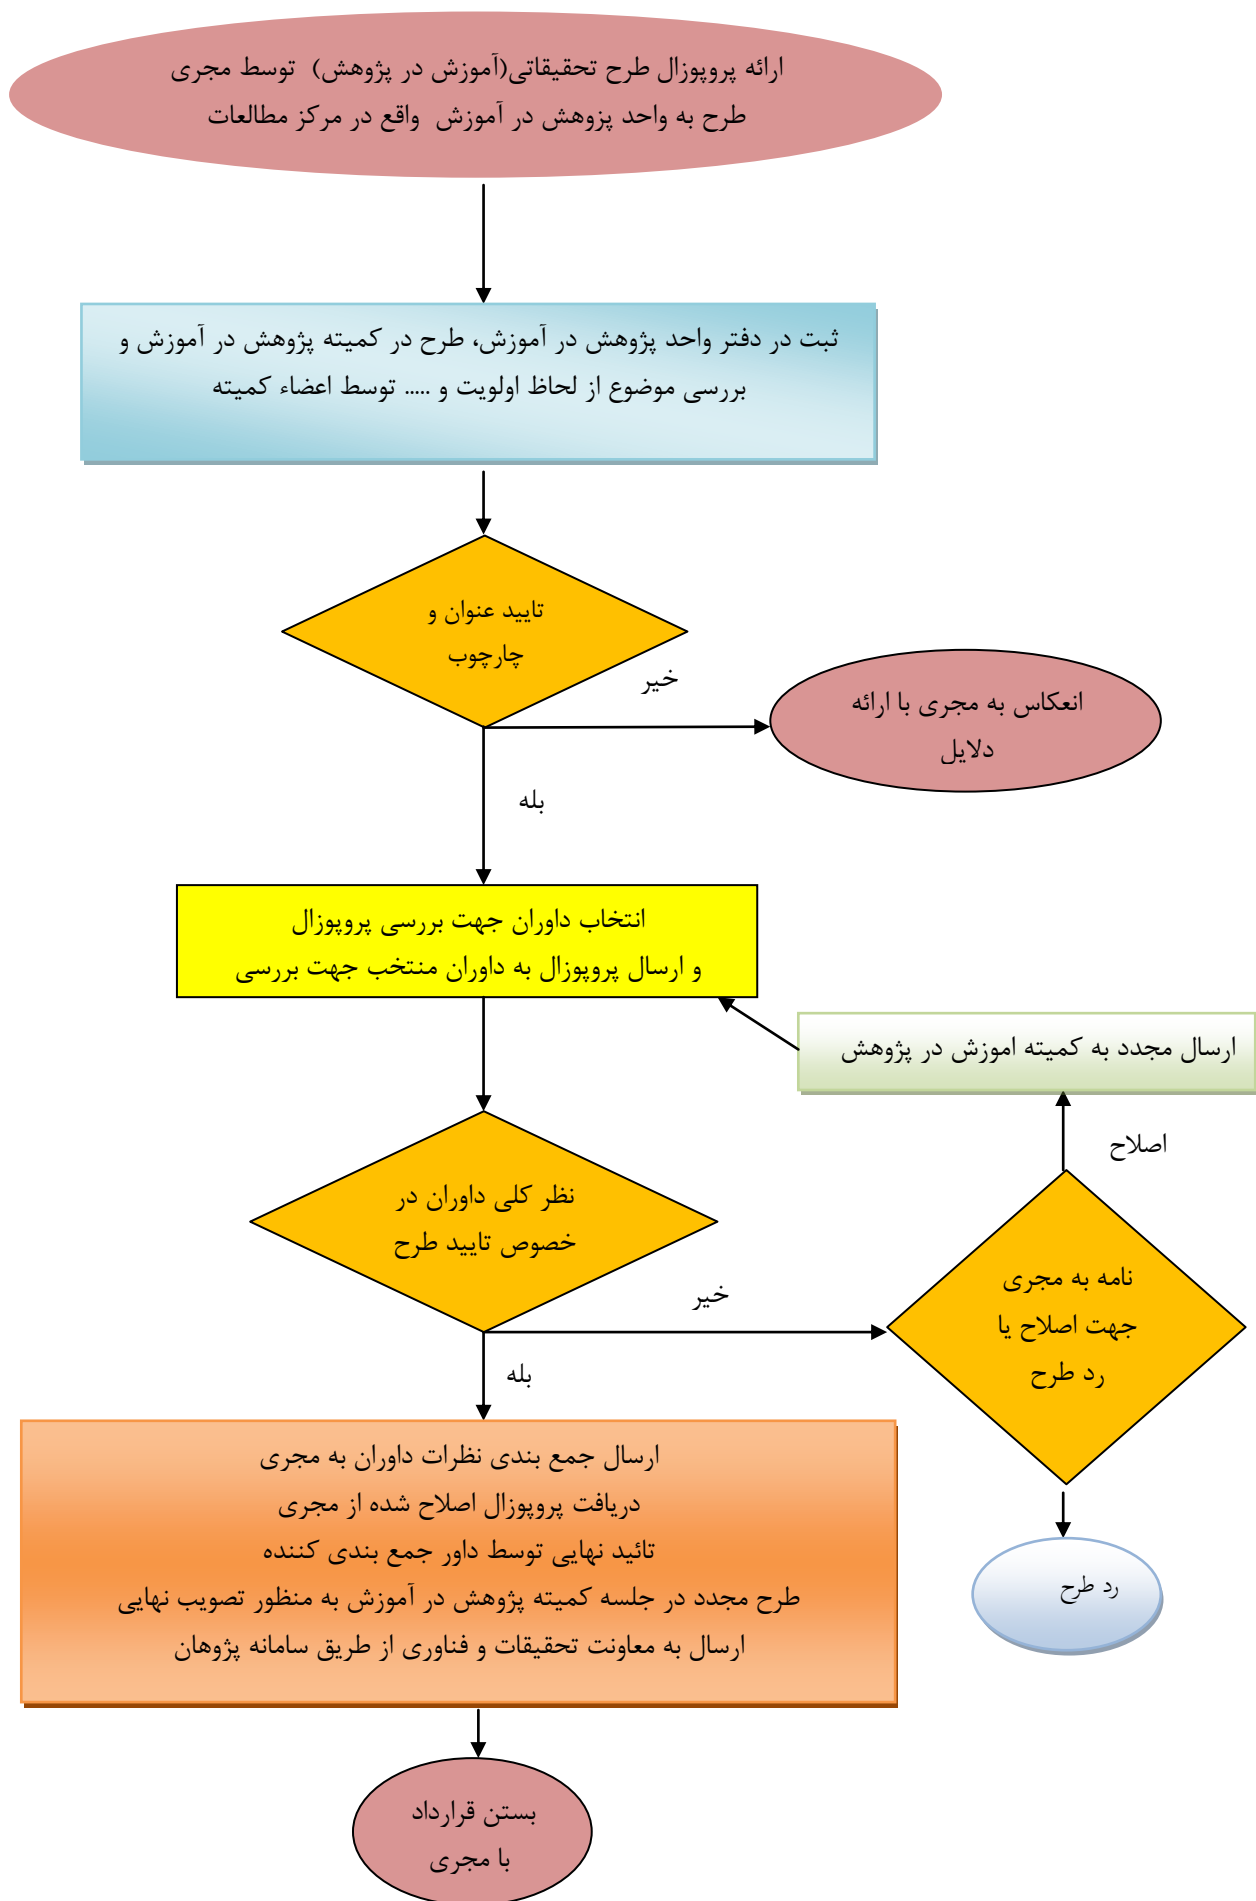 ارائه پروپوزال طرح تحقیقاتی(آموزش در پژوهش) توسط مجری
طرح به واحد پزوهش در آموزش واقع در مرکز مطالعات
ثبت در دفتر واحد پژوهش در آموزش، طرح در کمیته پژوهش در آموزش و
بررسی موضوع از لحاظ اولویت و ..... توسط اعضاء کمیته
تایید عنوان و
چارچوب
خیر
انعکاس به مجری با ارائه
دلایل
بله
انتخاب داوران جهت بررسی پروپوزال
و ارسال پروپوزال به داوران منتخب جهت بررسی
ارسال مجدد به کمیته اموزش در پژوهش
اصلاح
نظر کلی داوران در
خصوص تایید طرح
خیر
نامه به مجری
جهت اصلاح یا
رد طرح
بله
ارسال جمع بندی نظرات داوران به مجری
دریافت پروپوزال اصلاح شده از مجری
تائید نهایی توسط داور جمع بندی کننده
طرح مجدد در جلسه کمیته پژوهش در آموزش به منظور تصویب نهایی
ارسال به معاونت تحقیقات و فناوری از طریق سامانه پژوهان
رد طرح
بستن قرارداد
با مجری